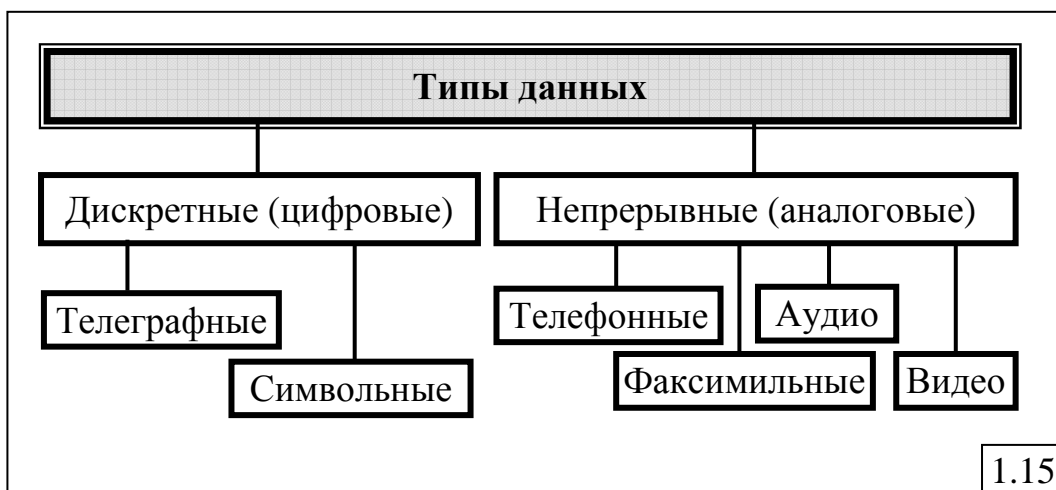 Типы данных
Дискретные (цифровые)
Непрерывные (аналоговые)
Телеграфные
Символьные
Телефонные
Аудио
Факсимильные
Видео
1.15